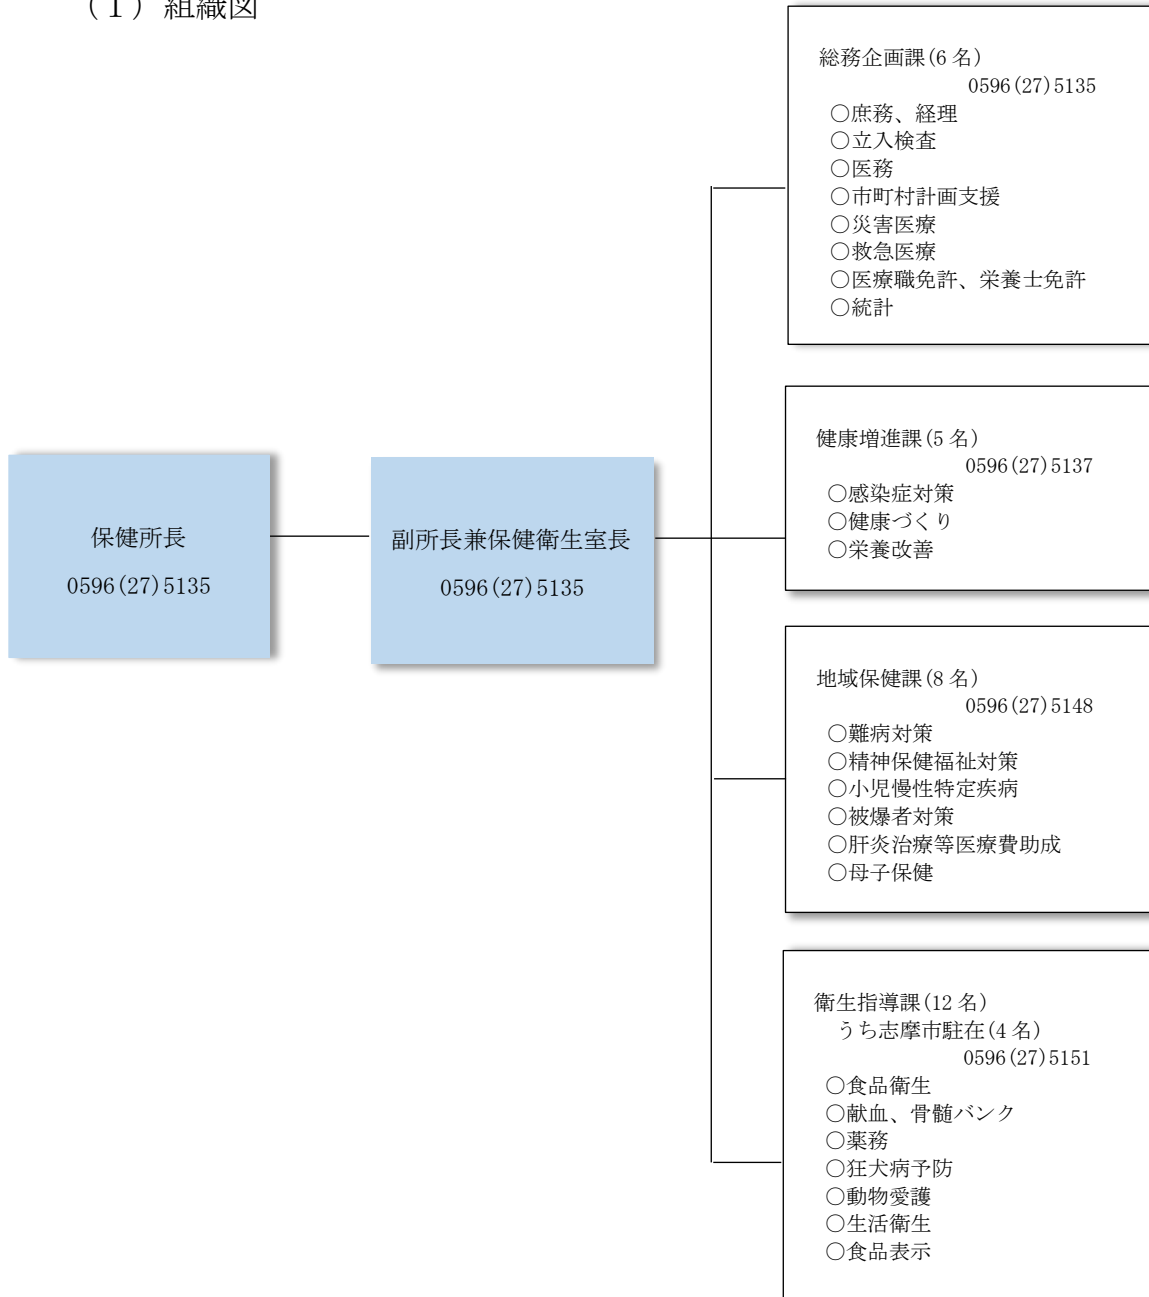 （１）組織図
保健所長
0596(27)5135
副所長兼保健衛生室長
0596(27)5135
総務企画課(6 名)
0596(27)5135
○庶務、経理
○立入検査
○医務
○市町村計画支援
○災害医療
○救急医療
○医療職免許、栄養士免許
○統計
健康増進課(5 名)
0596(27)5137
○感染症対策
○健康づくり
○栄養改善
地域保健課(8 名)
0596(27)5148
○難病対策
○精神保健福祉対策
○小児慢性特定疾病
○被爆者対策
○肝炎治療等医療費助成
○母子保健
衛生指導課(12 名)
うち志摩市駐在(4 名)
0596(27)5151
○食品衛生
○献血、骨髄バンク
○薬務
○狂犬病予防
○動物愛護
○生活衛生
○食品表示